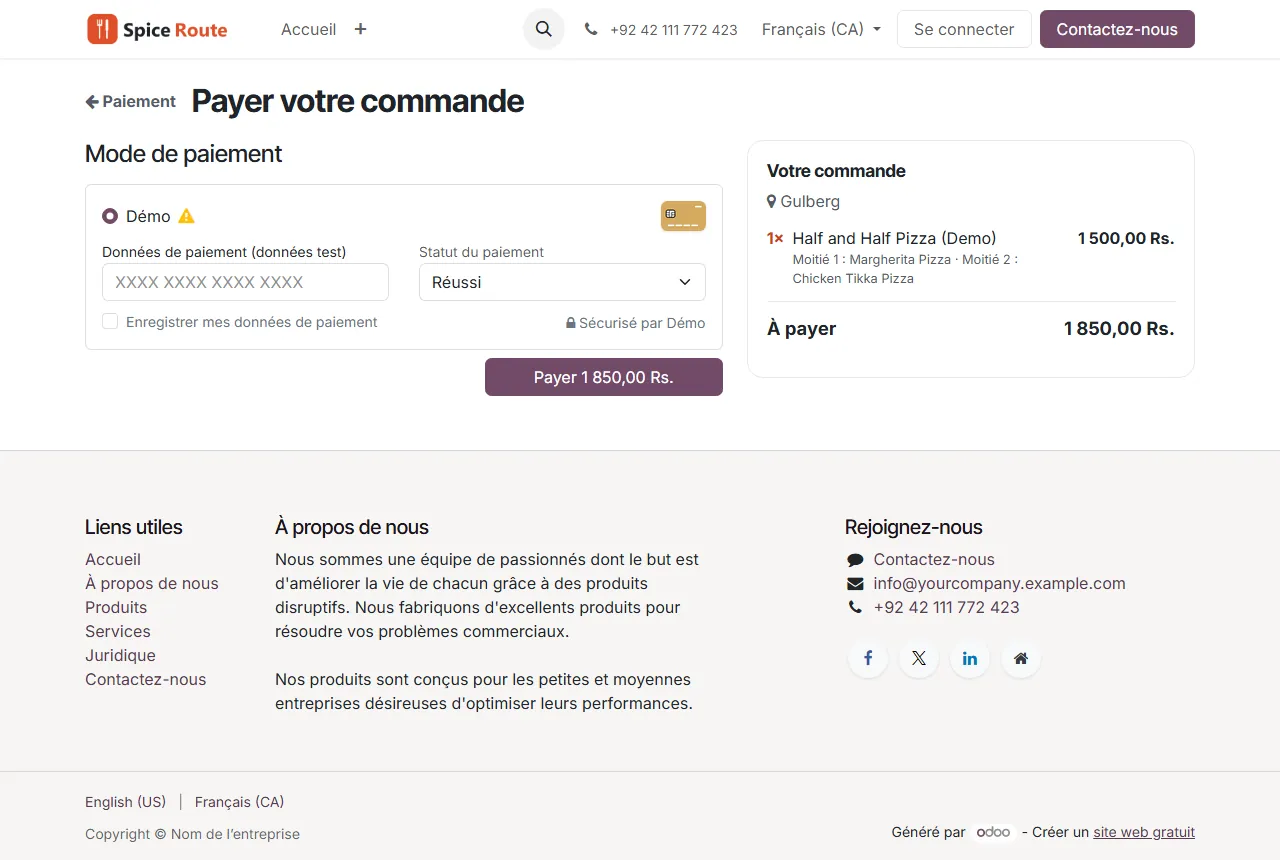 Spice Route
Accueil
+92 42 111 772 423
Français (CA)
Se connecter
Contactez-nous
Paiement
Payer votre commande
Mode de paiement
Démo
Données de paiement (données test)
XXXX XXXX XXXX XXXX
Statut du paiement
Réussi
Enregistrer mes données de paiement
Sécurisé par Démo
Payer 1 850,00 Rs.
Votre commande
Gulberg
1× Half and Half Pizza (Demo) 1 500,00 Rs.
Moitié 1 : Margherita Pizza · Moitié 2 :
Chicken Tikka Pizza
À payer 1 850,00 Rs.
Liens utiles
Accueil
À propos de nous
Produits
Services
Juridique
Contactez-nous
À propos de nous
Nous sommes une équipe de passionnés dont le but est
d'améliorer la vie de chacun grâce à des produits
disruptifs. Nous fabriquons d'excellents produits pour
résoudre vos problèmes commerciaux.
Nos produits sont conçus pour les petites et moyennes
entreprises désireuses d'optimiser leurs performances.
Rejoignez-nous
Contactez-nous
info@yourcompany.example.com
+92 42 111 772 423
English (US) | Français (CA)
Copyright © Nom de l’entreprise
Généré par odoo - Créer un site web gratuit